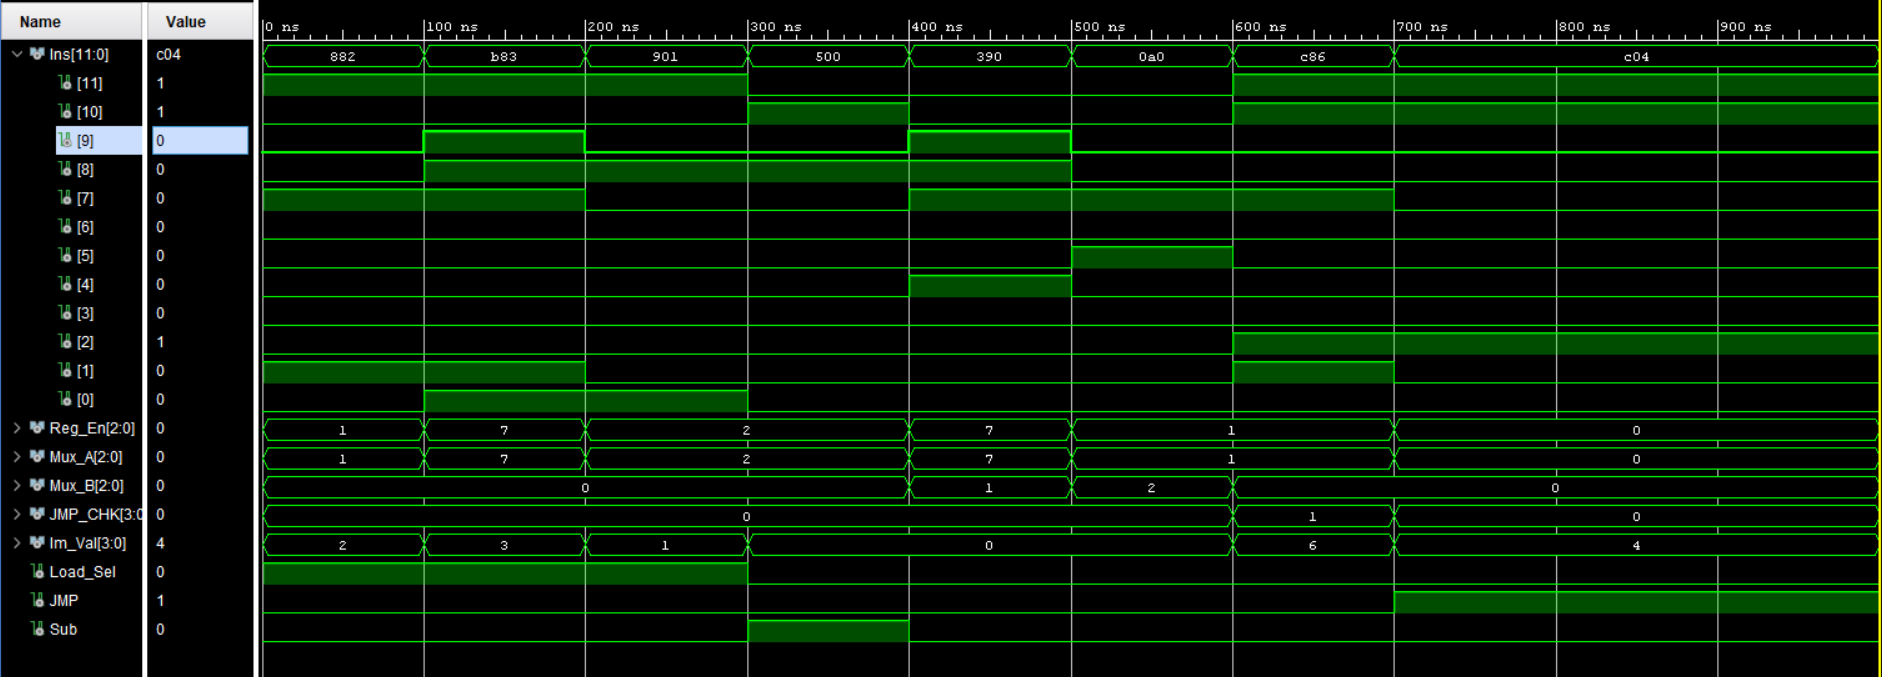 Name Value 0 ns 100 ns 200 ns 300 ns 400 ns 500 ns 600 ns 700 ns 800 ns 900 ns
Ins[11:0] c04 882 b83 901 500 390 0a0 c86 c04
[11] 1
[10] 1
[9] 0
[8] 0
[7] 0
[6] 0
[5] 0
[4] 0
[3] 0
[2] 1
[1] 0
[0] 0
Reg_En[2:0] 0 1 7 2 7 1 0
Mux_A[2:0] 0 1 7 2 7 1 0
Mux_B[2:0] 0 0 1 2 0
JMP_CHK[3:0 0 0 1 0
Im_Val[3:0] 4 2 3 1 0 6 4
Load_Sel 0
JMP 1
Sub 0